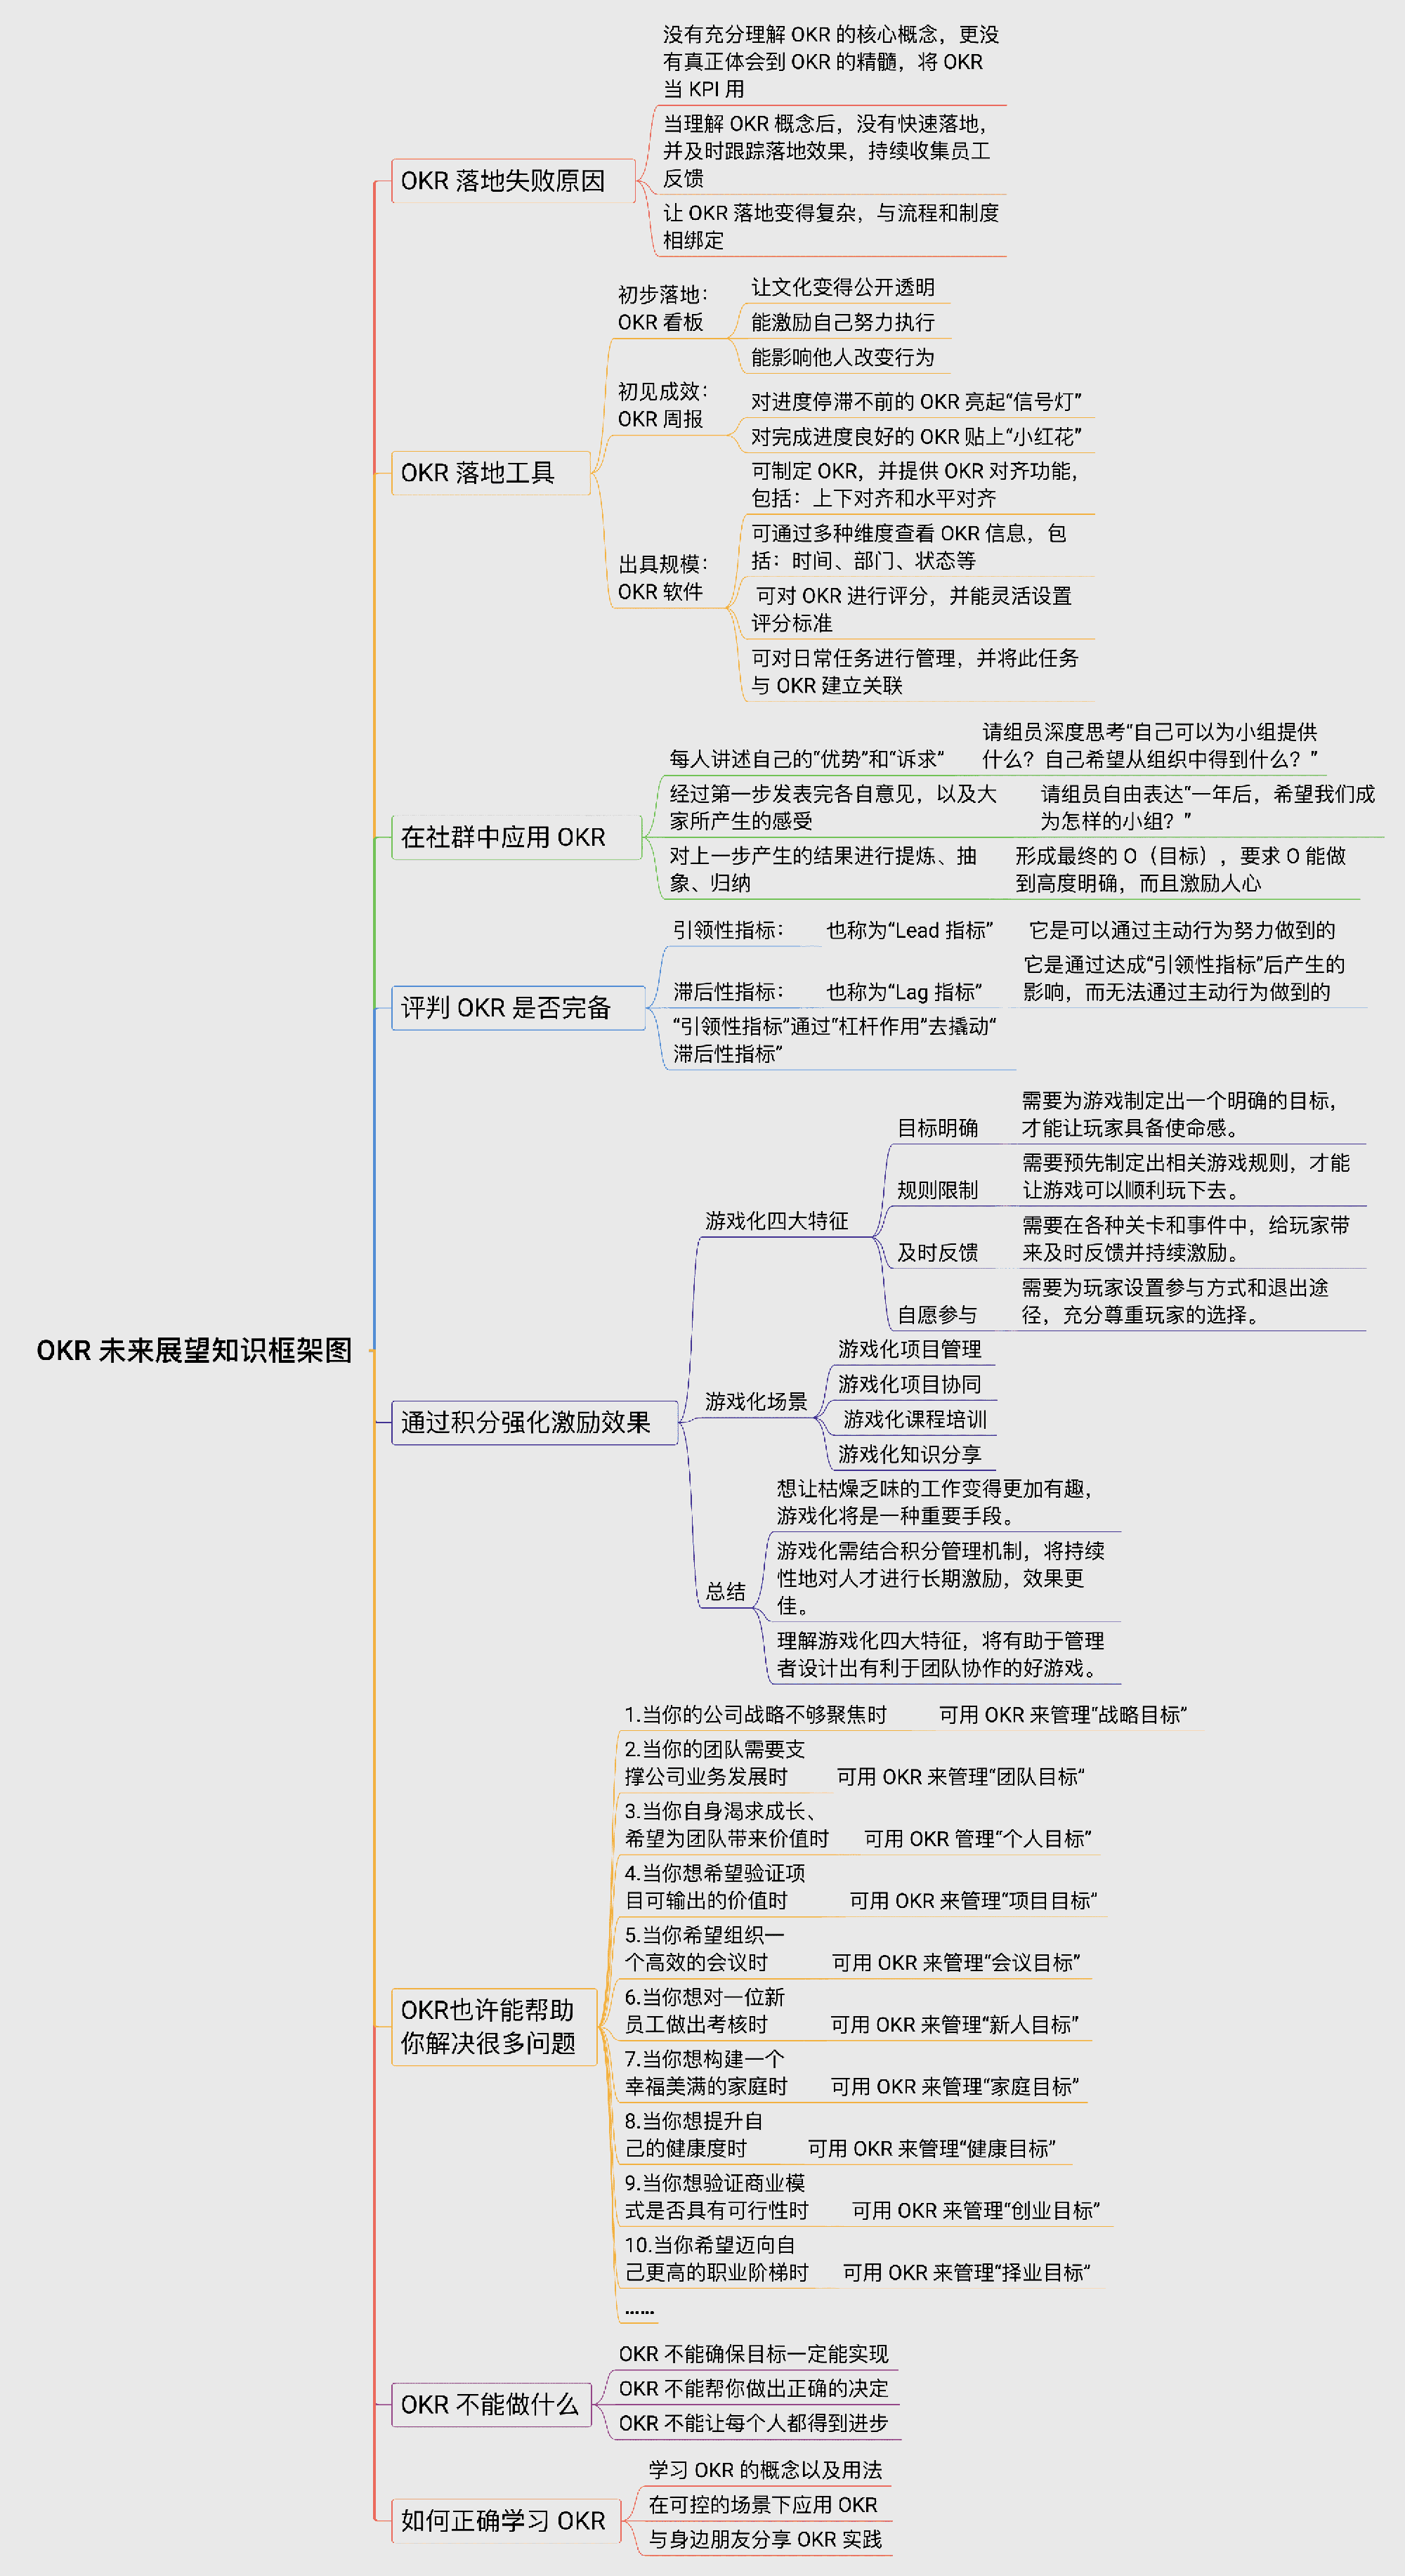 OKR 未来展望知识框架图
OKR 落地失败原因
没有充分理解 OKR 的核心概念，更没
有真正体会到 OKR 的精髓，将 OKR
当 KPI 用
当理解 OKR 概念后，没有快速落地，
并及时跟踪落地效果，持续收集员工
反馈
让 OKR 落地变得复杂，与流程和制度
相绑定
OKR 落地工具
初步落地：
OKR 看板
让文化变得公开透明
能激励自己努力执行
能影响他人改变行为
初见成效：
OKR 周报
对进度停滞不前的 OKR 亮起“信号灯”
对完成进度良好的 OKR 贴上“小红花”
出具规模：
OKR 软件
可制定 OKR，并提供 OKR 对齐功能，
包括：上下对齐和水平对齐
可通过多种维度查看 OKR 信息，包
括：时间、部门、状态等
可对 OKR 进行评分，并能灵活设置
评分标准
可对日常任务进行管理，并将此任务
与 OKR 建立关联
在社群中应用 OKR
每人讲述自己的“优势”和“诉求”
请组员深度思考“自己可以为小组提供
什么？自己希望从组织中得到什么？”
经过第一步发表完各自意见，以及大
家所产生的感受
请组员自由表达“一年后，希望我们成
为怎样的小组？”
对上一步产生的结果进行提炼、抽
象、归纳
形成最终的 O（目标），要求 O 能做
到高度明确，而且激励人心
评判 OKR 是否完备
引领性指标：
也称为“Lead 指标”
它是可以通过主动行为努力做到的
滞后性指标：
也称为“Lag 指标”
它是通过达成“引领性指标”后产生的
影响，而无法通过主动行为做到的
“引领性指标”通过“杠杆作用”去撬动“
滞后性指标”
通过积分强化激励效果
游戏化四大特征
目标明确
需要为游戏制定出一个明确的目标，
才能让玩家具备使命感。
规则限制
需要预先制定出相关游戏规则，才能
让游戏可以顺利玩下去。
及时反馈
需要在各种关卡和事件中，给玩家带
来及时反馈并持续激励。
自愿参与
需要为玩家设置参与方式和退出途
径，充分尊重玩家的选择。
游戏化场景
游戏化项目管理
游戏化项目协同
游戏化课程培训
游戏化知识分享
总结
想让枯燥乏味的工作变得更加有趣，
游戏化将是一种重要手段。
游戏化需结合积分管理机制，将持续
性地对人才进行长期激励，效果更
佳。
理解游戏化四大特征，将有助于管理
者设计出有利于团队协作的好游戏。
OKR也许能帮助
你解决很多问题
1.当你的公司战略不够聚焦时
可用 OKR 来管理“战略目标”
2.当你的团队需要支
撑公司业务发展时
可用 OKR 来管理“团队目标”
3.当你自身渴求成长、
希望为团队带来价值时
可用 OKR 管理“个人目标”
4.当你想希望验证项
目可输出的价值时
可用 OKR 来管理“项目目标”
5.当你希望组织一
个高效的会议时
可用 OKR 来管理“会议目标”
6.当你想对一位新
员工做出考核时
可用 OKR 来管理“新人目标”
7.当你想构建一个
幸福美满的家庭时
可用 OKR 来管理“家庭目标”
8.当你想提升自
己的健康度时
可用 OKR 来管理“健康目标”
9.当你想验证商业模
式是否具有可行性时
可用 OKR 来管理“创业目标”
10.当你希望迈向自
己更高的职业阶梯时
可用 OKR 来管理“择业目标”
……
OKR 不能做什么
OKR 不能确保目标一定能实现
OKR 不能帮你做出正确的决定
OKR 不能让每个人都得到进步
如何正确学习 OKR
学习 OKR 的概念以及用法
在可控的场景下应用 OKR
与身边朋友分享 OKR 实践